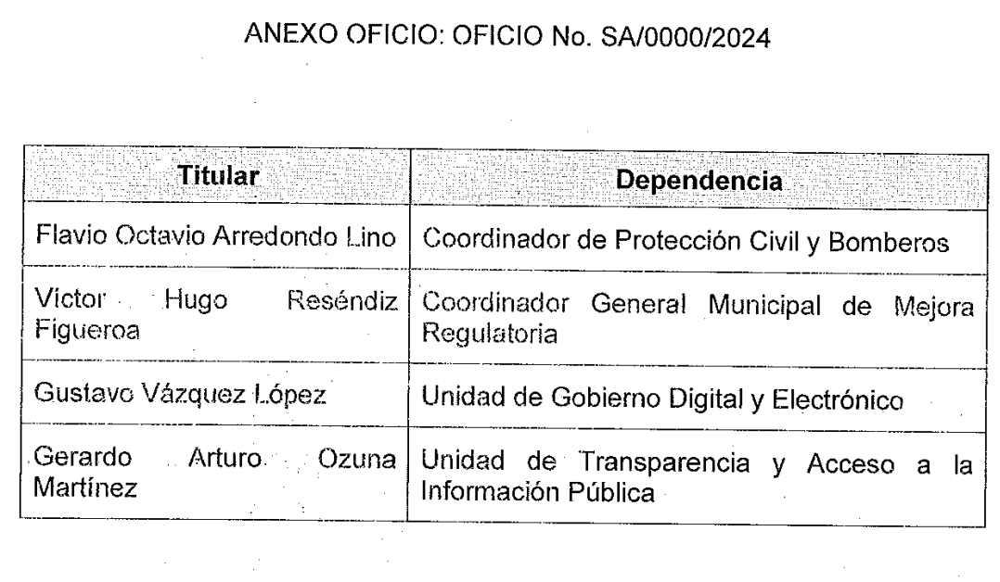 ANEXO OFICIO: OFICIO No. SA/0000/2024
Titular
Dependencia
Flavio Octavio Arredondo Lino
Coordinador de Protección Civil y Bomberos
Víctor Hugo Reséndiz
Figueroa
Coordinador General Municipal de Mejora
Regulatoria
Gustavo Vázquez López
Unidad de Gobierno Digital y Electrónico
Gerardo Arturo Ozuna
Martínez
Unidad de Transparencia y Acceso a la
Información Pública